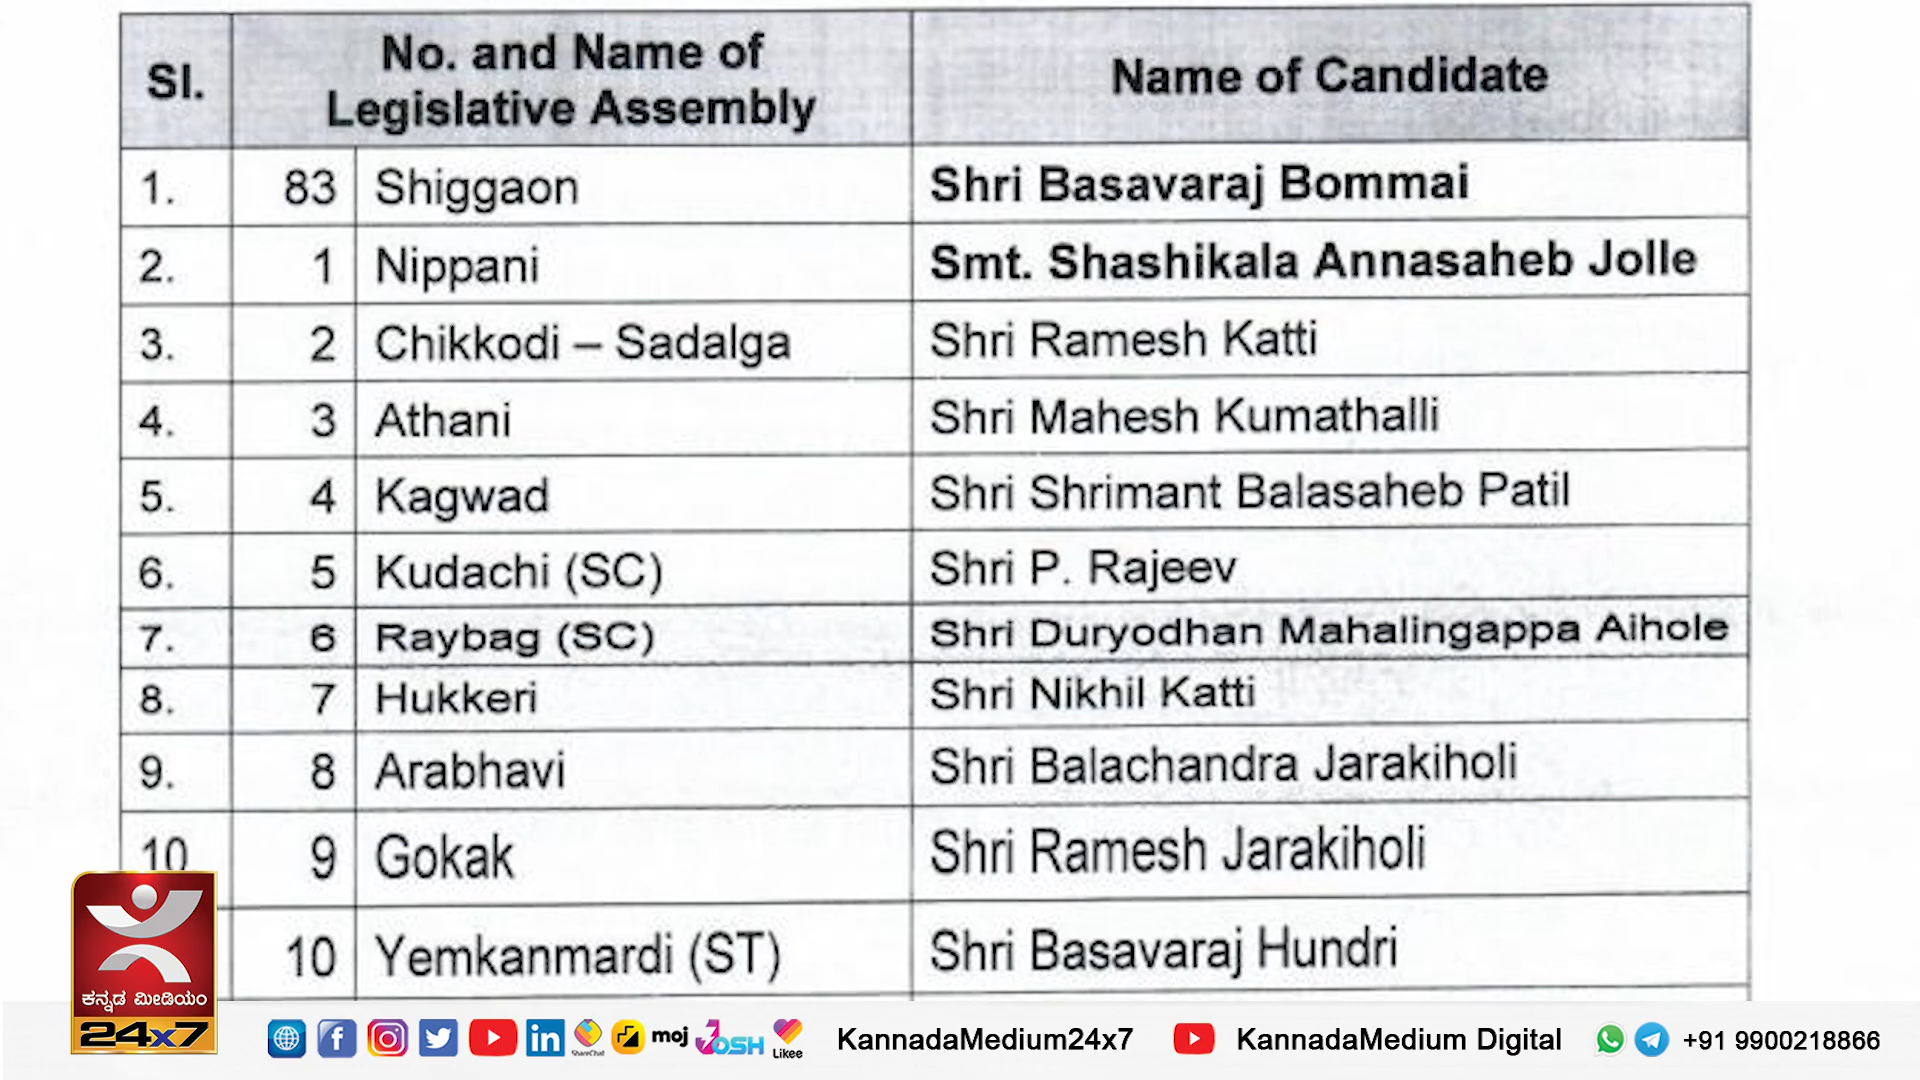 Sl. No. and Name of Legislative Assembly Name of Candidate
1. 83 Shiggaon Shri Basavaraj Bommai
2. 1 Nippani Smt. Shashikala Annasaheb Jolle
3. 2 Chikkodi – Sadalga Shri Ramesh Katti
4. 3 Athani Shri Mahesh Kumathalli
5. 4 Kagwad Shri Shrimant Balasaheb Patil
6. 5 Kudachi (SC) Shri P. Rajeev
7. 6 Raybag (SC) Shri Duryodhan Mahalingappa Aihole
8. 7 Hukkeri Shri Nikhil Katti
9. 8 Arabhavi Shri Balachandra Jarakiholi
10 9 Gokak Shri Ramesh Jarakiholi
10 Yemkanmardi (ST) Shri Basavaraj Hundri
ಕನ್ನಡ ಮೀಡಿಯಂ
24x7
ShareChat moj JOSH Likee KannadaMedium24x7 KannadaMedium Digital +91 9900218866